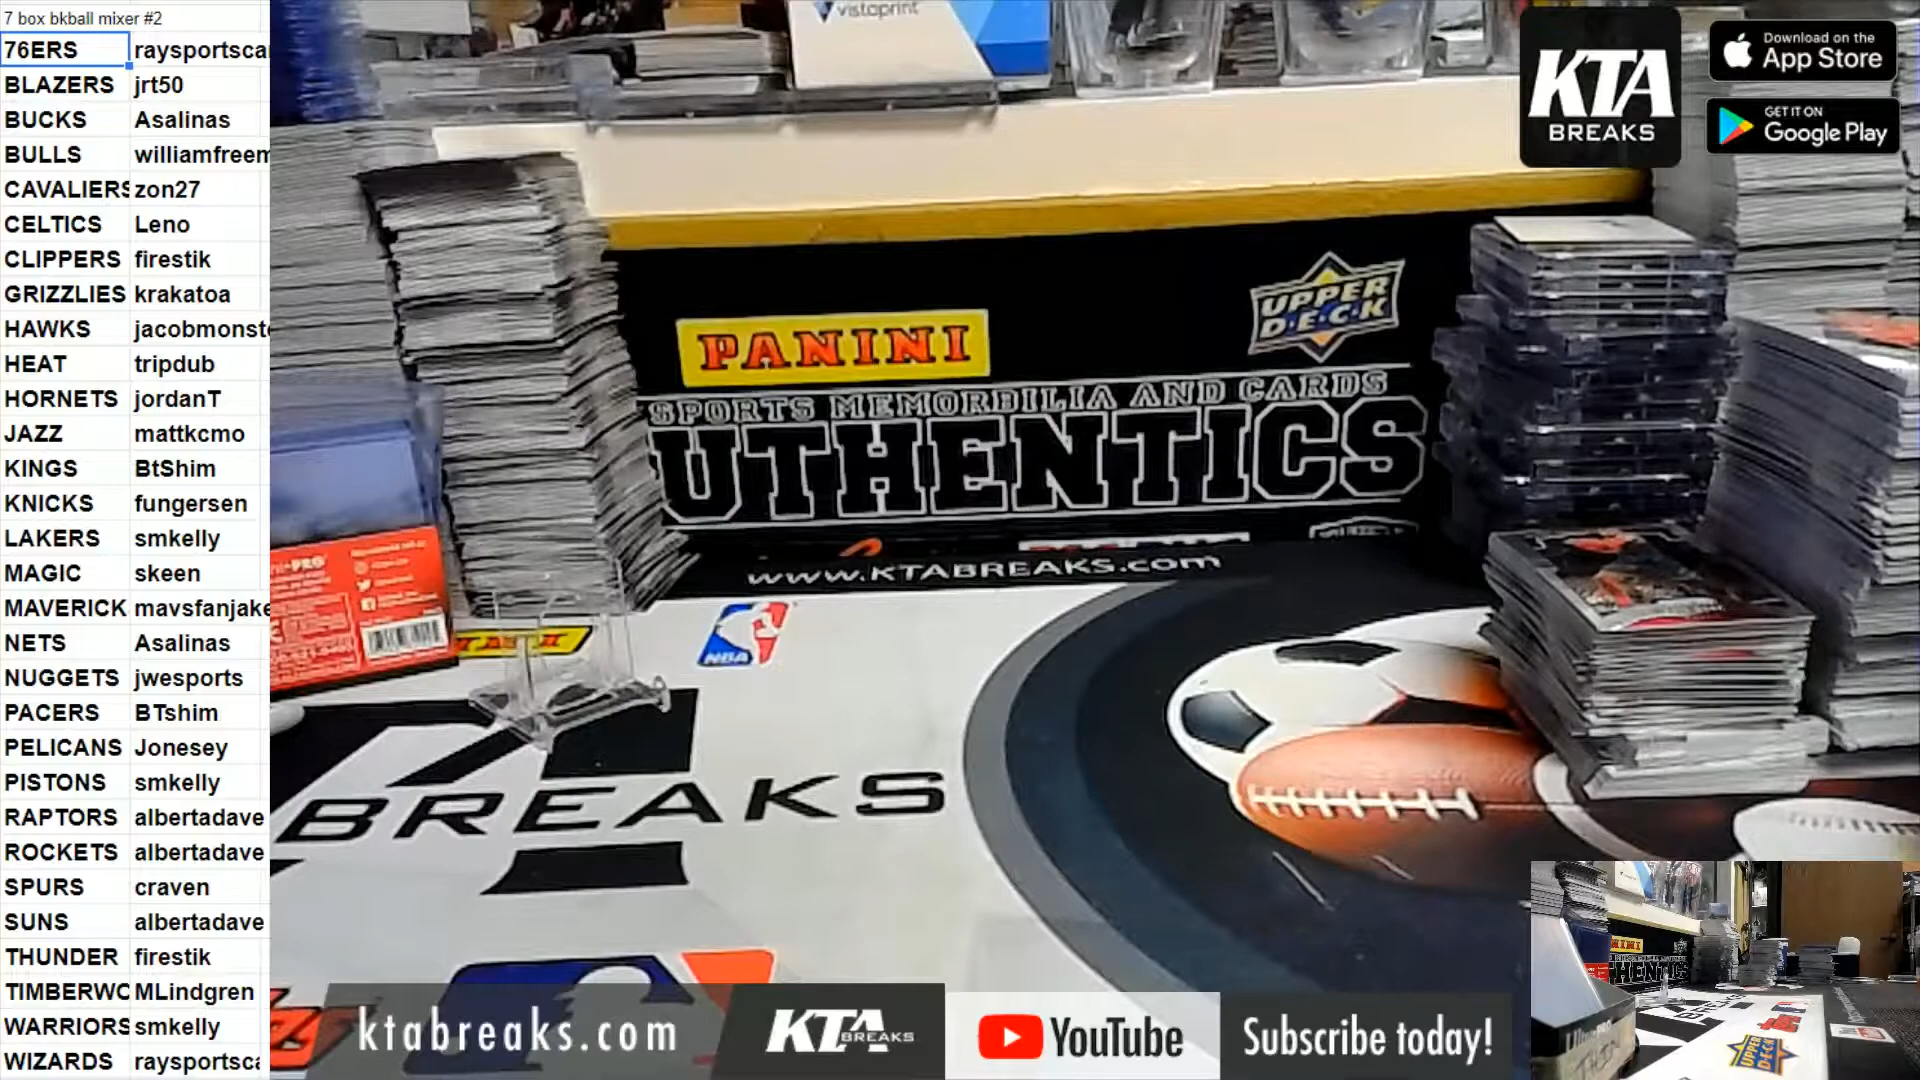 7 box bkball mixer #2
76ERS raysportscar
BLAZERS jrt50
BUCKS Asalinas
BULLS williamfreem
CAVALIERS zon27
CELTICS Leno
CLIPPERS firestik
GRIZZLIES krakatoa
HAWKS jacobmonst
HEAT tripdub
HORNETS jordanT
JAZZ mattkcmo
KINGS BtShim
KNICKS fungersen
LAKERS smkelly
MAGIC skeen
MAVERICK mavsfanjake
NETS Asalinas
NUGGETS jwesports
PACERS BTshim
PELICANS Jonesey
PISTONS smkelly
RAPTORS albertadave
ROCKETS albertadave
SPURS craven
SUNS albertadave
THUNDER firestik
TIMBERWO MLindgren
WARRIORS smkelly
WIZARDS raysportsca
vistaprint
KTA
BREAKS
Download on the
App Store
GET IT ON
Google Play
PANINI
UPPER
DECK
SPORTS MEMORBILIA AND CARDS
UTHENTICS
www.KTABREAKS.com
NBA
BREAKS
ktabreaks.com
KTA BREAKS
YouTube
Subscribe today!
UPPER
DECK